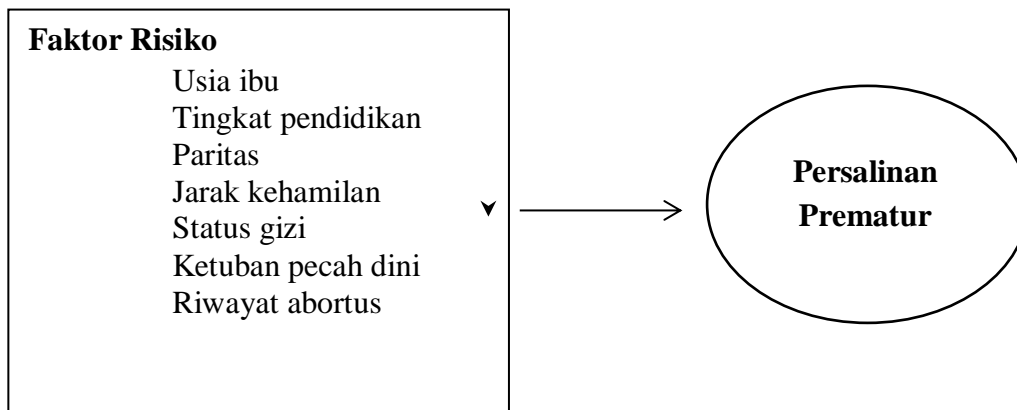 Faktor Risiko
Usia ibu
Tingkat pendidikan
Paritas
Jarak kehamilan
Status gizi
Ketuban pecah dini
Riwayat abortus
Persalinan
Prematur